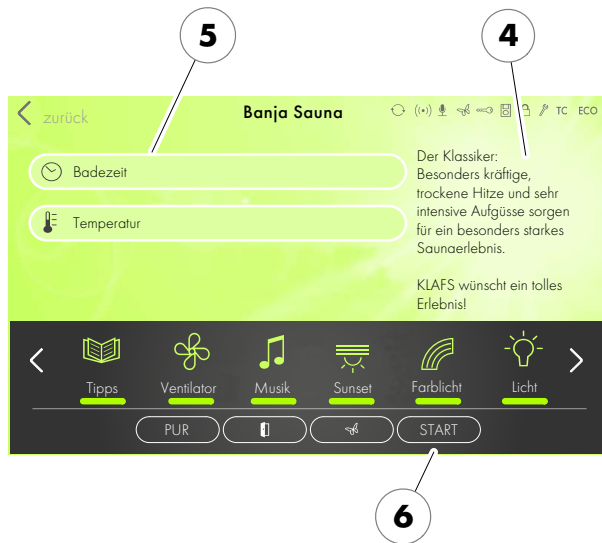 5
4
zurück
Banja Sauna
TC ECO
Badezeit
Temperatur
Der Klassiker:
Besonders kräftige,
trockene Hitze und sehr
intensive Aufgüsse sorgen
für ein besonders starkes
Saunaerlebnis.
KLAFS wünscht ein tolles
Erlebnis!
Tipps
Ventilator
Musik
Sunset
Farblicht
Licht
PUR
START
6